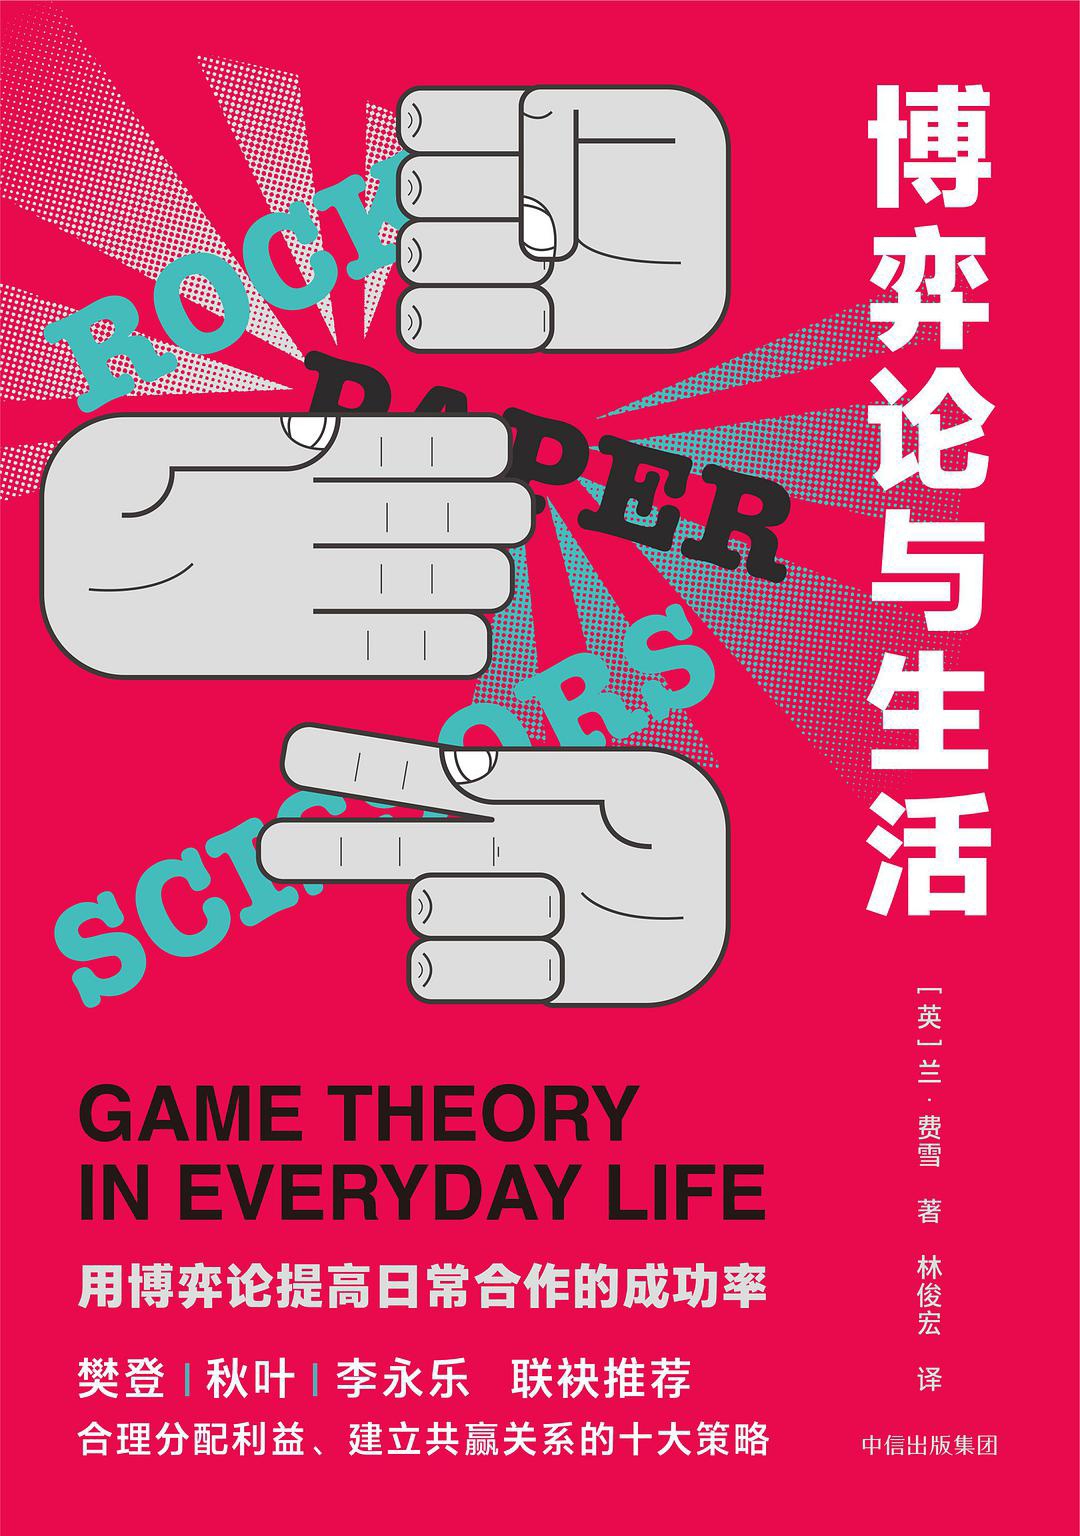 博弈论与生活
[英]兰·费雪 著 林俊宏 译
ROCK
PAPER
SCISSORS
GAME THEORY
IN EVERYDAY LIFE
用博弈论提高日常合作的成功率
樊登 | 秋叶 | 李永乐 联袂推荐
合理分配利益、建立共赢关系的十大策略
中信出版集团